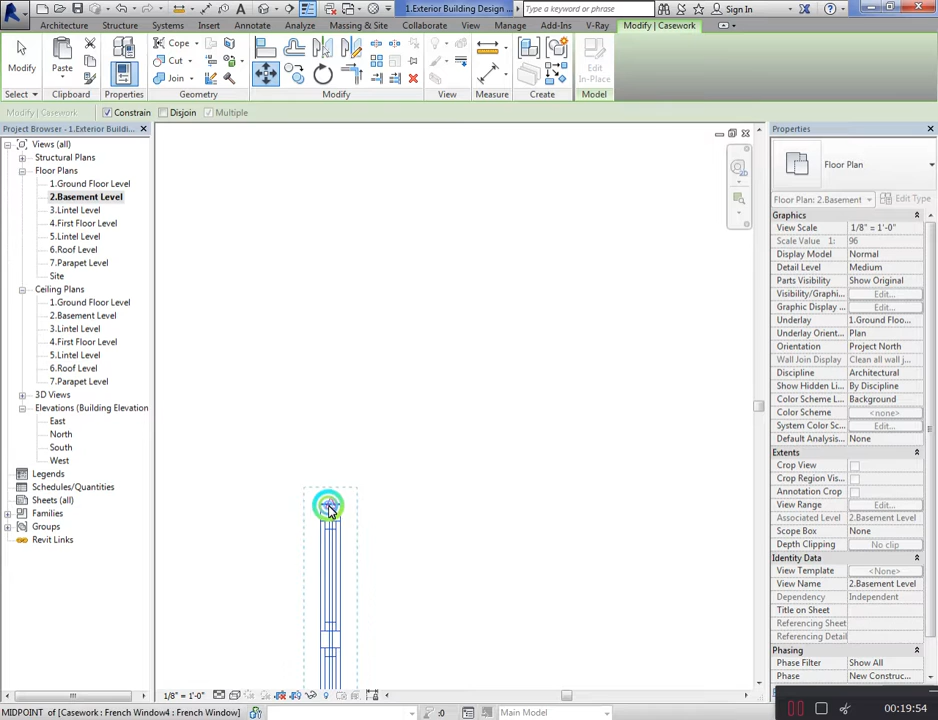 1.Exterior Building Design ...
Type a keyword or phrase
Sign In
Architecture Structure Systems Insert Annotate Analyze Massing & Site Collaborate View Manage Add-Ins V-Ray Modify | Casework
Modify Paste Properties Cope Cut Join Edit In-Place
Select Clipboard Properties Geometry Modify View Measure Create Model
Modify | Casework Constrain Disjoin Multiple
Project Browser - 1.Exterior Buildi...
Views (all)
Structural Plans
Floor Plans
1.Ground Floor Level
2.Basement Level
3.Lintel Level
4.First Floor Level
5.Lintel Level
6.Roof Level
7.Parapet Level
Site
Ceiling Plans
1.Ground Floor Level
2.Basement Level
3.Lintel Level
4.First Floor Level
5.Lintel Level
6.Roof Level
7.Parapet Level
3D Views
Elevations (Building Elevation
East
North
South
West
Legends
Schedules/Quantities
Sheets (all)
Families
Groups
Revit Links
Properties
Floor Plan
Floor Plan: 2.Basement Edit Type
Graphics
View Scale 1/8" = 1'-0"
Scale Value 1: 96
Display Model Normal
Detail Level Medium
Parts Visibility Show Original
Visibility/Graphi... Edit...
Graphic Display ... Edit...
Underlay 1.Ground Floo...
Underlay Orient... Plan
Orientation Project North
Wall Join Display Clean all wall j...
Discipline Architectural
Show Hidden Li... By Discipline
Color Scheme L... Background
Color Scheme <none>
System Color Sc... Edit...
Default Analysis... None
Extents
Crop View
Crop Region Vis...
Annotation Crop
View Range Edit...
Associated Level 2.Basement Level
Scope Box None
Depth Clipping No clip
Identity Data
View Template <None>
View Name 2.Basement Level
Dependency Independent
Title on Sheet
Referencing Sheet
Referencing Detail
Phasing
Phase Filter Show All
Phase New Construc...
1/8" = 1'-0"
MIDPOINT of [Casework : French Window4 : French Window] :0 Main Model
00:19:54